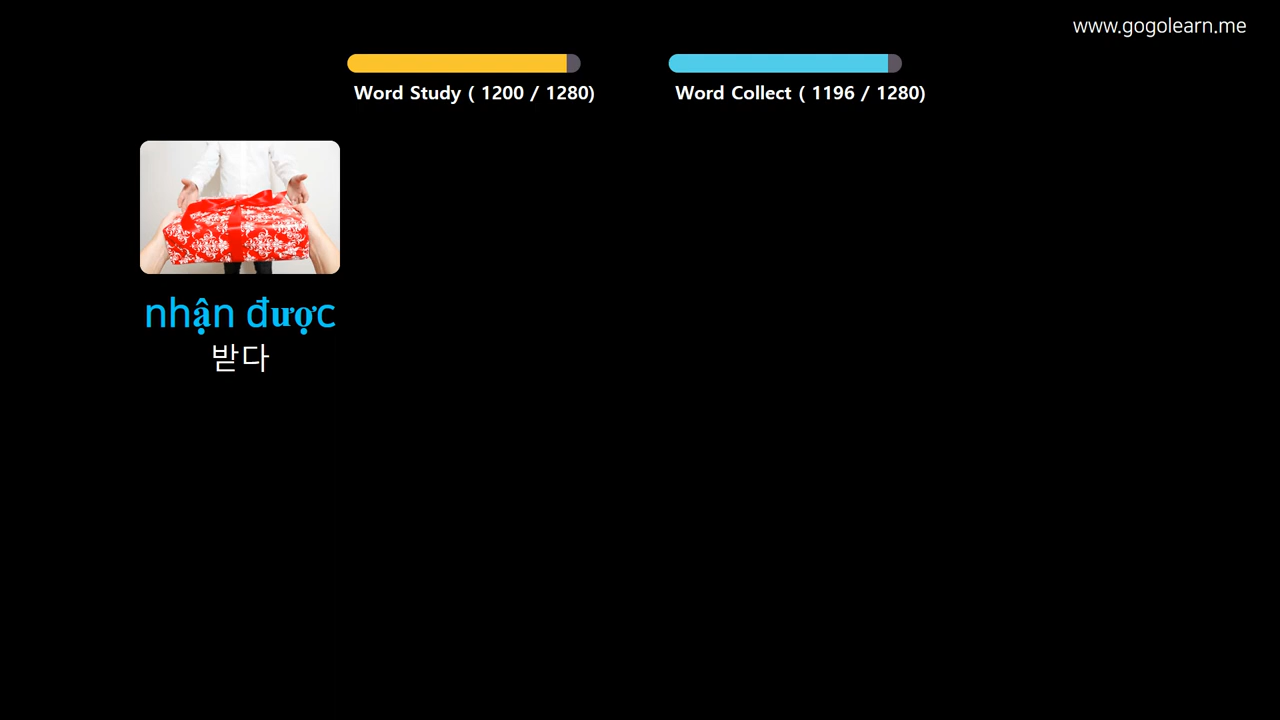 www.gogolearn.me
Word Study ( 1200 / 1280)
Word Collect ( 1196 / 1280)
nhận được
받다